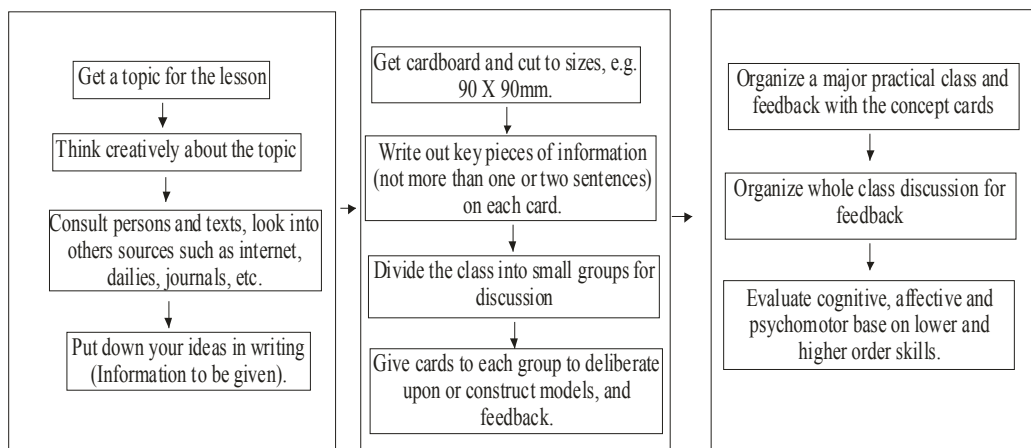 Get a topic for the lesson
Think creatively about the topic
Consult persons and texts, look into
others sources such as internet,
dailies, journals, etc.
Put down your ideas in writing
(Information to be given).
Get cardboard and cut to sizes, e.g.
90 X 90mm.
Write out key pieces of information
(not more than one or two sentences)
on each card.
Divide the class into small groups for
discussion
Give cards to each group to deliberate
upon or construct models, and
feedback.
Organize a major practical class and
feedback with the concept cards
Organize whole class discussion for
feedback
Evaluate cognitive, affective and
psychomotor base on lower and
higher order skills.